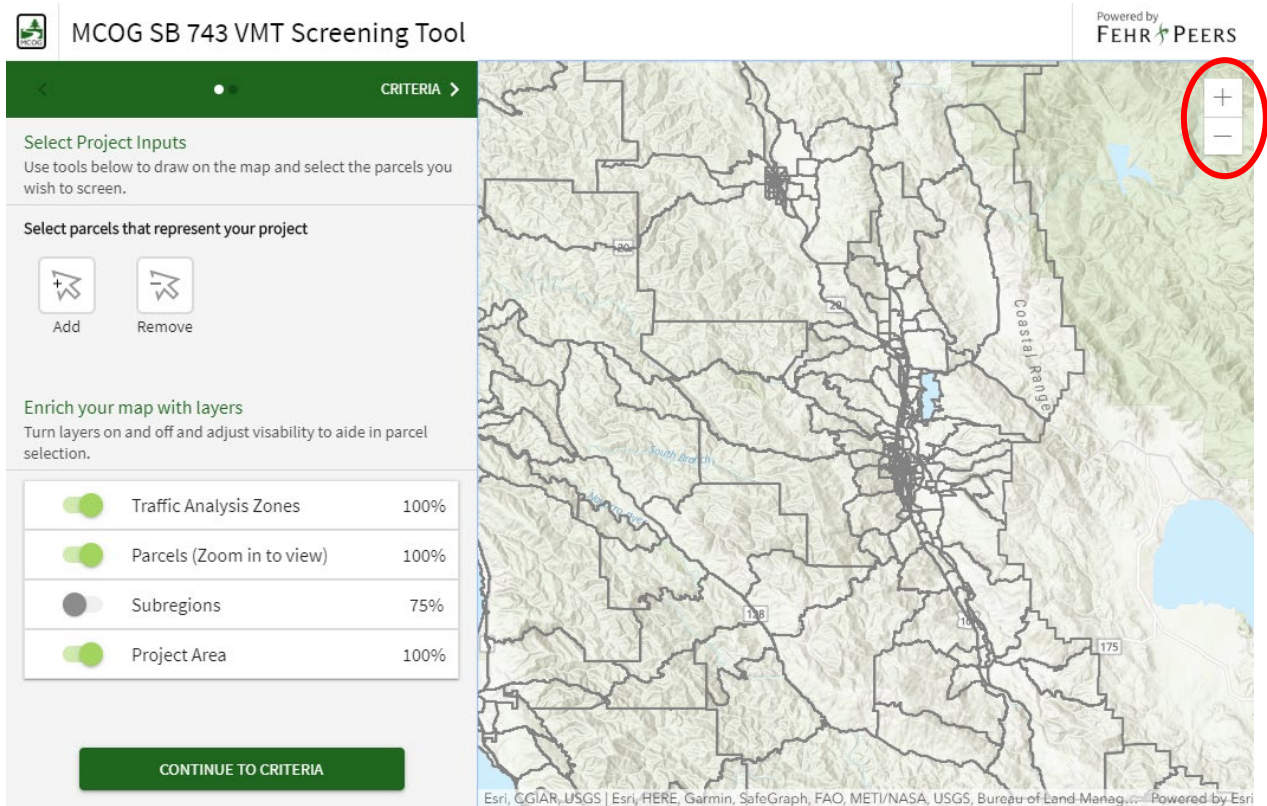 MCOG
MCOG SB 743 VMT Screening Tool
Powered by
FEHR PEERS
CRITERIA
Select Project Inputs
Use tools below to draw on the map and select the parcels you
wish to screen.
Select parcels that represent your project
Add Remove
Enrich your map with layers
Turn layers on and off and adjust visability to aide in parcel
selection.
Traffic Analysis Zones 100%
Parcels (Zoom in to view) 100%
Subregions 75%
Project Area 100%
CONTINUE TO CRITERIA
20
20
Coastal Range
South Branch
128
175
Esri, CGIAR, USGS | Esri, HERE, Garmin, SafeGraph, FAO, METI/NASA, USGS, Bureau of Land Manag... Powered by Esri